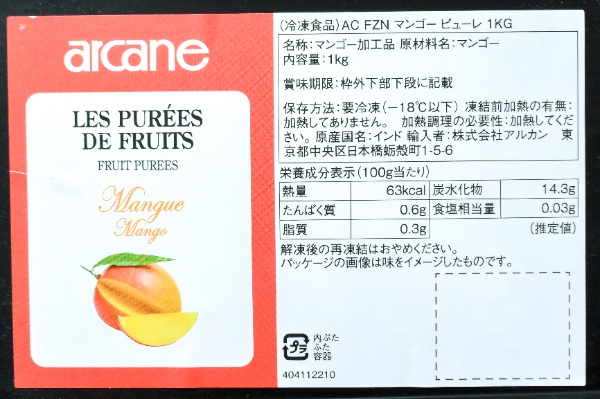 arcane
LES PURÉES
DE FRUITS
FRUIT PUREES
Mangue
Mango
(冷凍食品) AC FZN マンゴー ピューレ 1KG
名称:マンゴー加工品 原材料名:マンゴー
内容量:1kg
賞味期限:枠外下部下段に記載
保存方法:要冷凍(-18℃以下) 凍結前加熱の有無:
加熱してありません。 加熱調理の必要性:加熱してくだ
さい。原産国名:インド 輸入者:株式会社アルカン 東
京都中央区日本橋蛎殻町1-5-6
栄養成分表示(100g当たり)
熱量 63kcal 炭水化物 14.3g
たんぱく質 0.6g 食塩相当量 0.03g
脂質 0.3g (推定値)
解凍後の再凍結はおやめください。
パッケージの画像は味をイメージしたものです。
プラ
内ぶた
ふた
容器
404112210